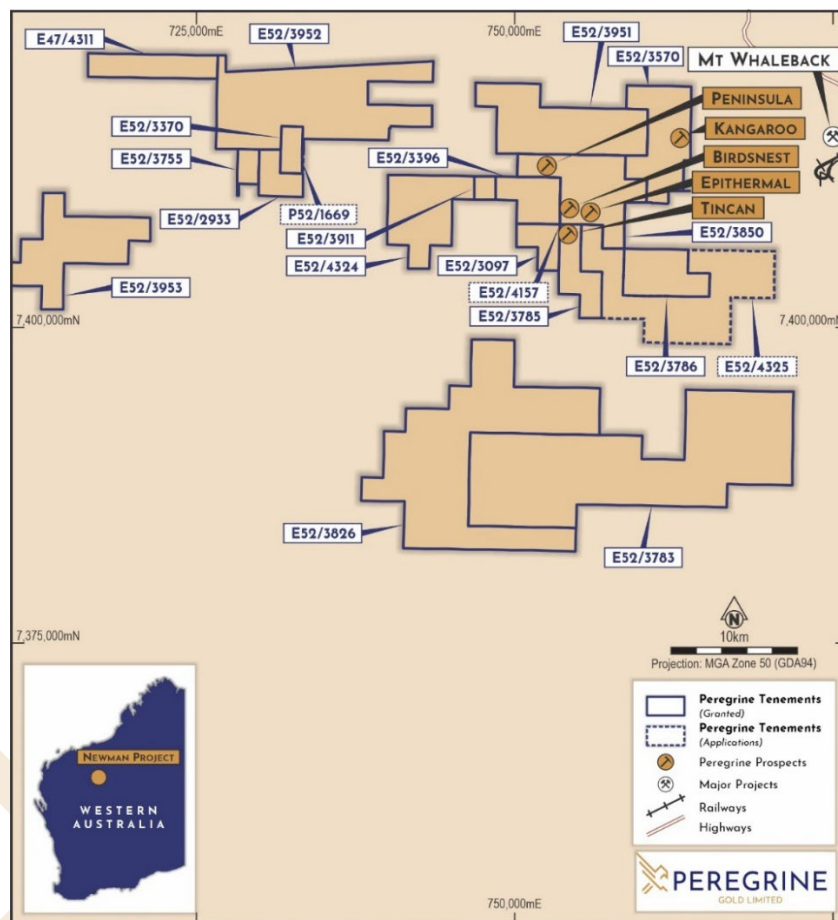 725,000mE
750,000mE
E47/4311
E52/3952
E52/3951
E52/3570
MT WHALEBACK
PENINSULA
KANGAROO
BIRDSNEST
EPITHERMAL
TINCAN
E52/3370
E52/3755
E52/3396
E52/2933
P52/1669
E52/3911
E52/4324
E52/3097
E52/3850
E52/3953
E52/4157
E52/3785
7,400,000mN
7,400,000mN
E52/3786
E52/4325
E52/3826
E52/3783
7,375,000mN
N
10km
Projection: MGA Zone 50 (GDA94)
NEWMAN PROJECT
WESTERN
AUSTRALIA
Peregrine Tenements
(Granted)
Peregrine Tenements
(Applications)
Peregrine Prospects
Major Projects
Railways
Highways
PEREGRINE
GOLD LIMITED
750,000mE